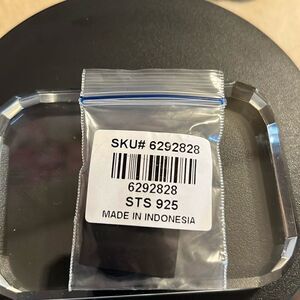 SKU# 6292828
6292828
STS 925
MADE IN INDONESIA